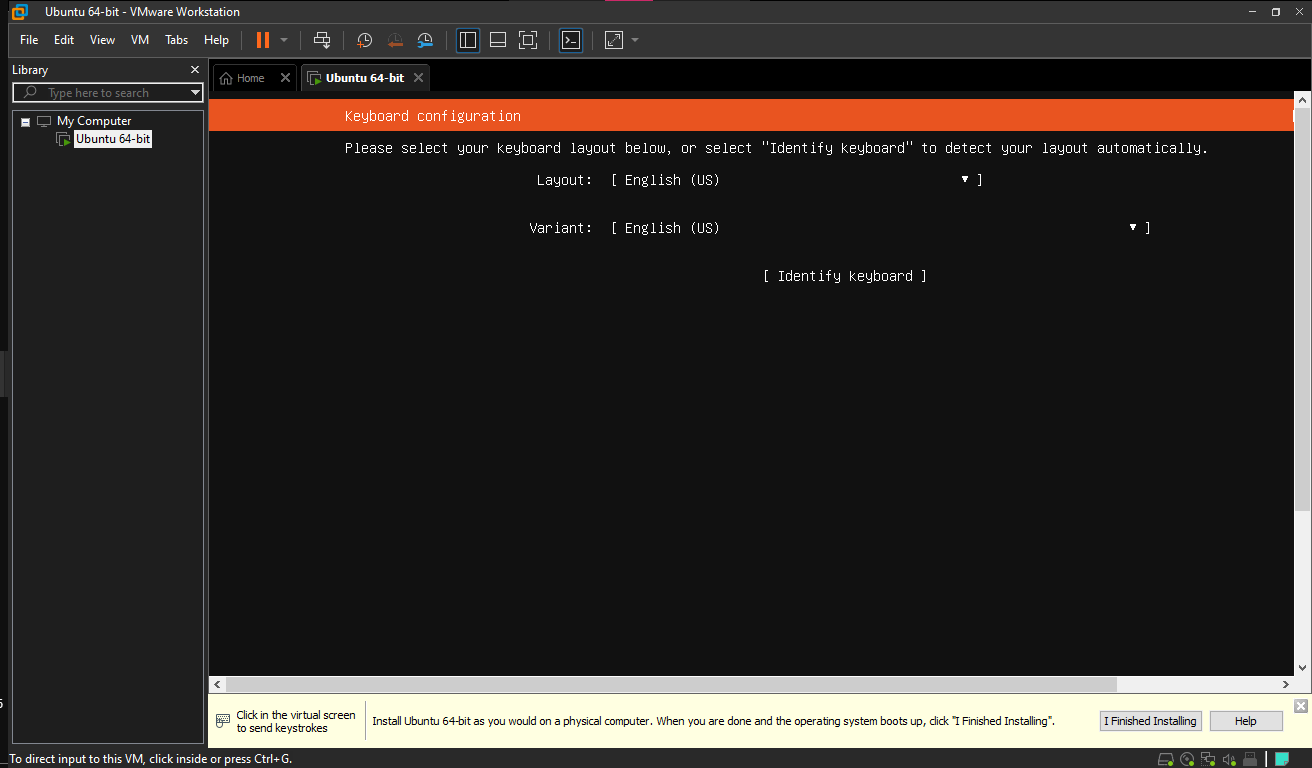 Ubuntu 64-bit - VMware Workstation
File Edit View VM Tabs Help
Library
Home
Ubuntu 64-bit
Type here to search
My Computer
Ubuntu 64-bit
Keyboard configuration
Please select your keyboard layout below, or select "Identify keyboard" to detect your layout automatically.
Layout: [ English (US) ▾ ]
Variant: [ English (US) ▾ ]
[ Identify keyboard ]
Click in the virtual screen
to send keystrokes
Install Ubuntu 64-bit as you would on a physical computer. When you are done and the operating system boots up, click "I Finished Installing".
I Finished Installing
Help
To direct input to this VM, click inside or press Ctrl+G.